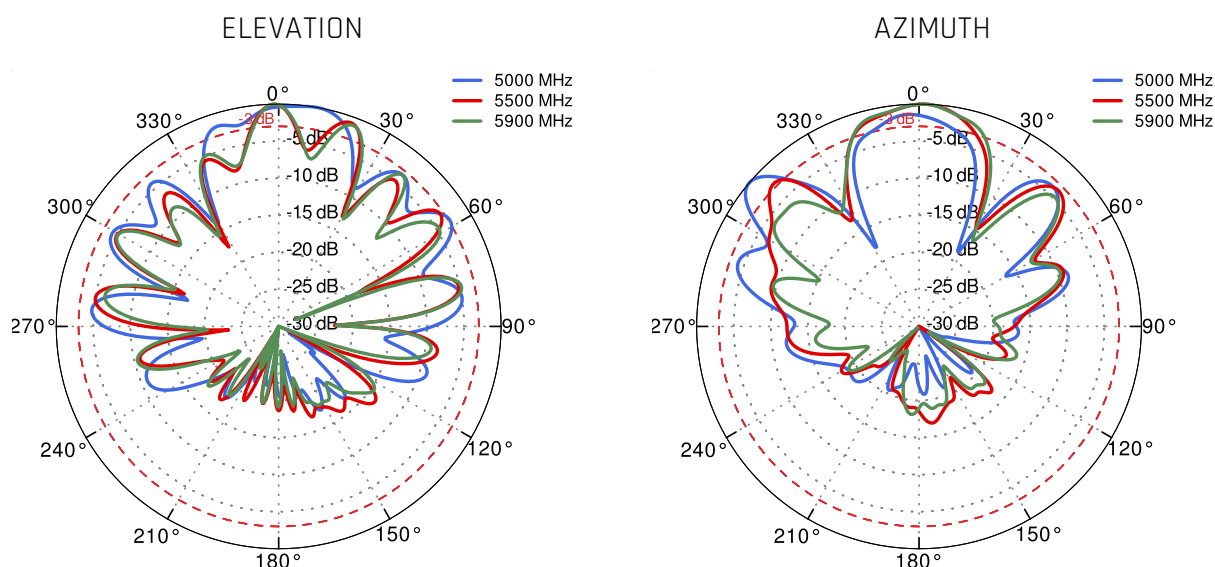 ELEVATION
5000 MHz
5500 MHz
5900 MHz
0°
-3 dB
330°
30°
-5 dB
-10 dB
300°
-15 dB
60°
-20 dB
-25 dB
270°
-30 dB
90°
240°
120°
210°
150°
180°
AZIMUTH
5000 MHz
5500 MHz
5900 MHz
0°
-3 dB
330°
30°
-5 dB
-10 dB
300°
-15 dB
60°
-20 dB
-25 dB
270°
-30 dB
90°
240°
120°
210°
150°
180°